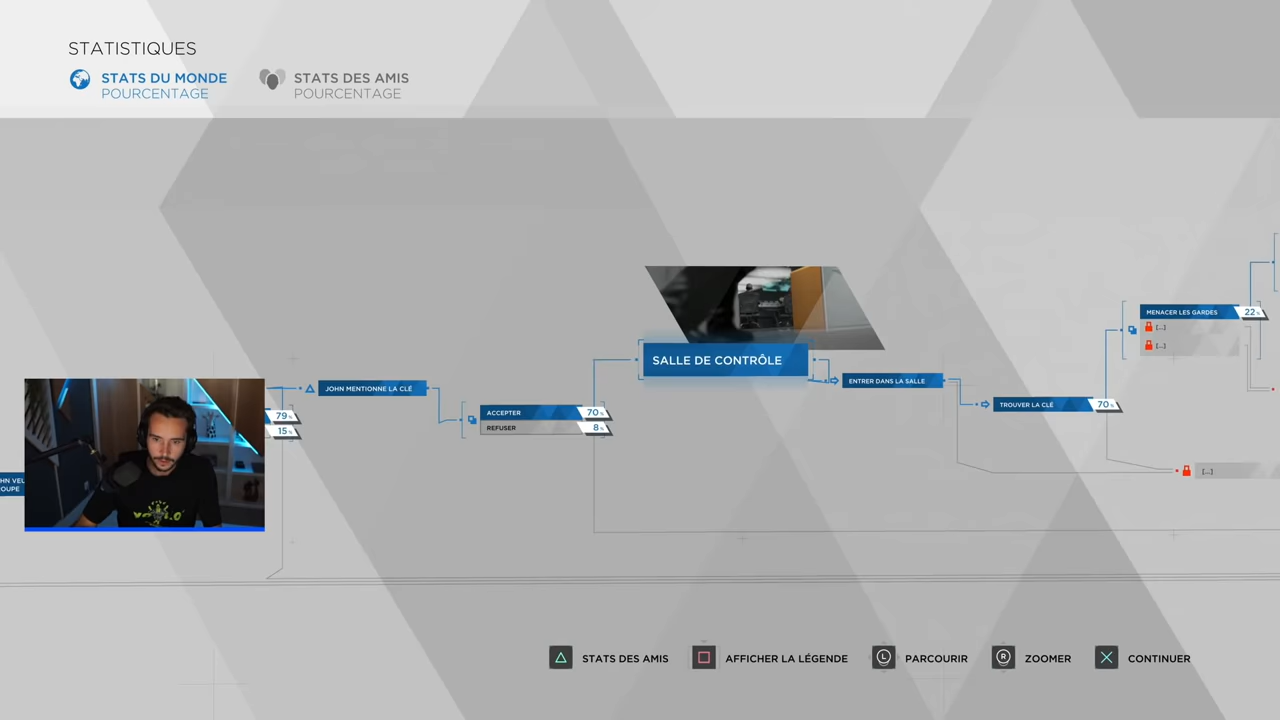 STATISTIQUES
STATS DU MONDE
POURCENTAGE
STATS DES AMIS
POURCENTAGE
SALLE DE CONTRÔLE
MENACER LES GARDES
22%
[...]
[...]
ENTRER DANS LA SALLE
JOHN MENTIONNE LA CLÉ
TROUVER LA CLÉ
70%
79%
15%
ACCEPTER
70%
REFUSER
8%
[...]
STATS DES AMIS
AFFICHER LA LÉGENDE
L
PARCOURIR
R
ZOOMER
CONTINUER